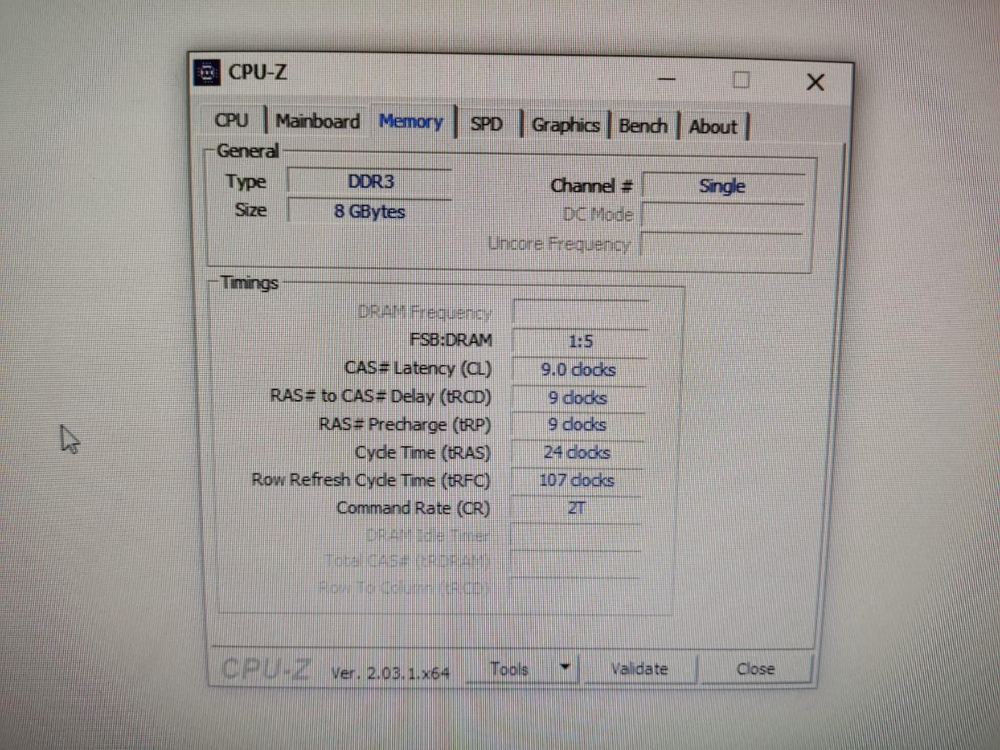 CPU-Z
CPU Mainboard Memory SPD Graphics Bench About
General
Type DDR3 Channel # Single
Size 8 GBytes DC Mode
Uncore Frequency
Timings
DRAM Frequency
FSB:DRAM 1:5
CAS# Latency (CL) 9.0 clocks
RAS# to CAS# Delay (tRCD) 9 clocks
RAS# Precharge (tRP) 9 clocks
Cycle Time (tRAS) 24 clocks
Row Refresh Cycle Time (tRFC) 107 clocks
Command Rate (CR) 2T
DRAM Idle Timer
Total CAS# (tRDRAM)
Row To Column (tRCD)
CPU-Z Ver. 2.03.1.x64 Tools Validate Close